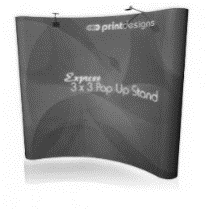 printdesigns
Express
3 x 3 Pop Up Stand